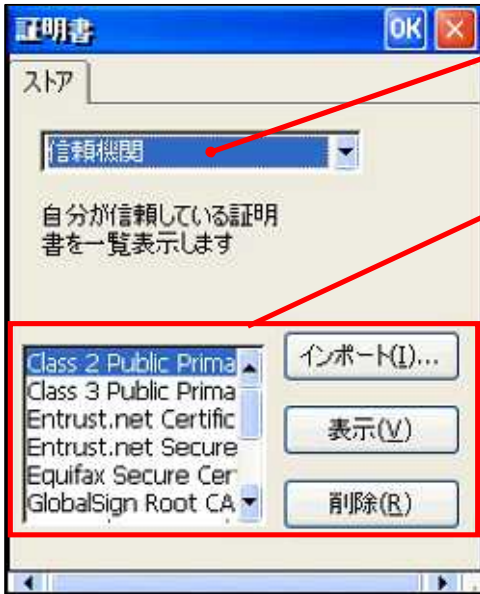 証明書 OK
ストア
信頼機関
自分が信頼している証明
書を一覧表示します
Class 2 Public Prima
Class 3 Public Prima
Entrust.net Certific
Entrust.net Secure
Equifax Secure Cer
GlobalSign Root CA
インポート(I)...
表示(V)
削除(R)